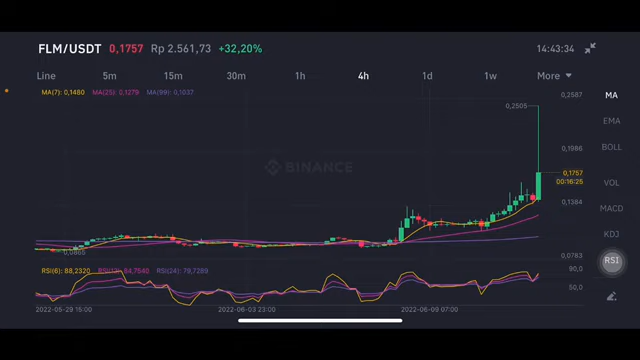 FLM/USDT 0,1757 Rp 2.561,73 +32,20% 14:43:34
Line 5m 15m 30m 1h 4h 1d 1w More
MA(7): 0,1480 MA(25): 0,1279 MA(99): 0,1037
0,2587
0,2505
0,1986
BINANCE
0,1757
00:16:25
0,1384
0,0865
0,0783
RSI(6): 88,2320 RSI(12): 84,7040 RSI(24): 79,7289
90,0
50,0
2022-05-29 15:00 2022-06-03 23:00 2022-06-09 07:00
MA
EMA
BOLL
VOL
MACD
KDJ
RSI